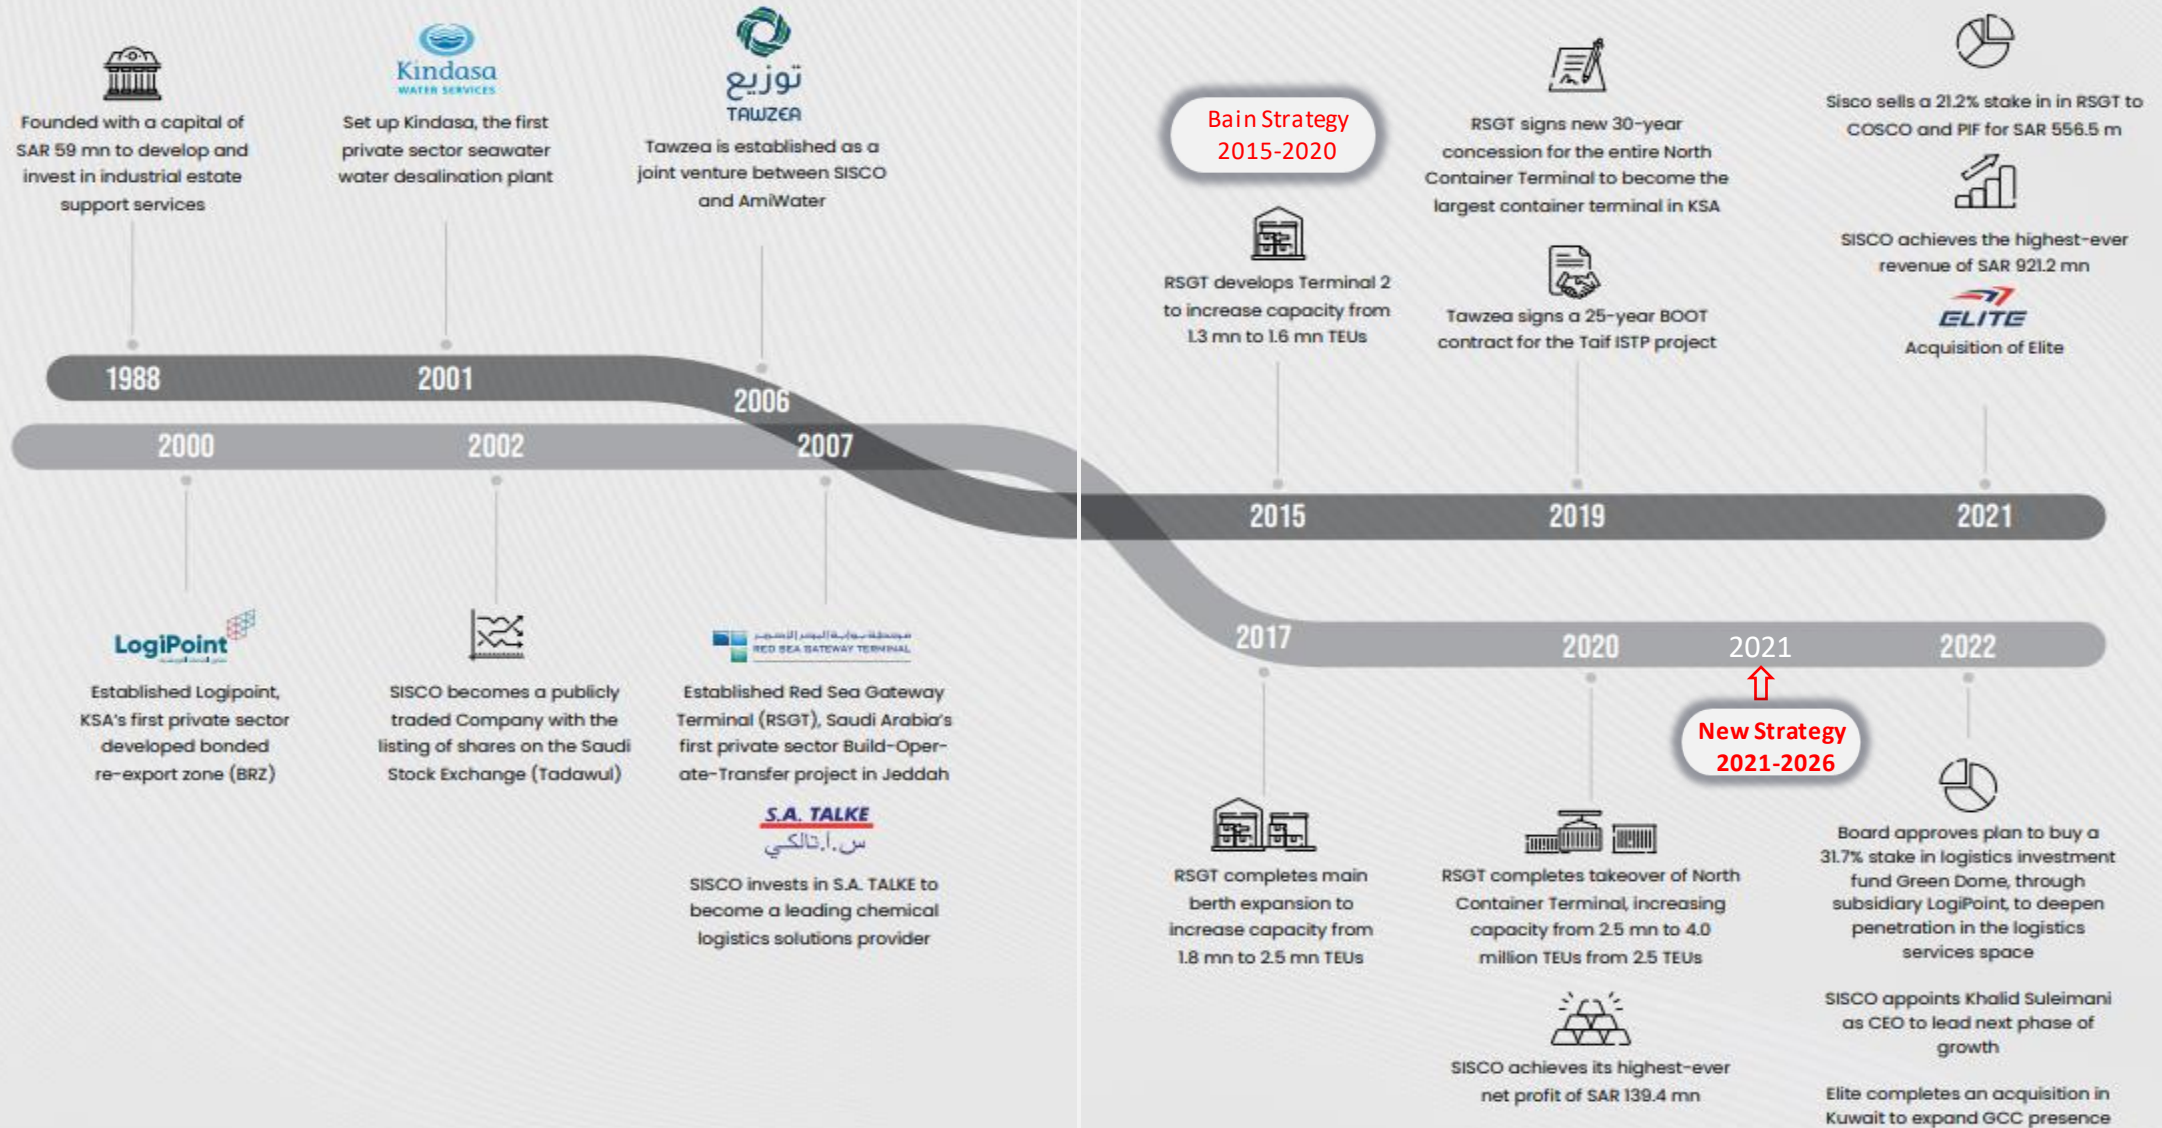 Founded with a capital of
SAR 59 mn to develop and
invest in industrial estate
support services
1988
Kindasa
WATER SERVICES
Set up Kindasa, the first
private sector seawater
water desalination plant
2001
توزيع
TAWZEA
Tawzea is established as a
joint venture between SISCO
and AmiWater
2006
2000
LogiPoint
Established Logipoint,
KSA's first private sector
developed bonded
re-export zone (BRZ)
2002
SISCO becomes a publicly
traded Company with the
listing of shares on the Saudi
Stock Exchange (Tadawul)
2007
محطة بوابة البحر الأحمر
RED SEA GATEWAY TERMINAL
Established Red Sea Gateway
Terminal (RSGT), Saudi Arabia's
first private sector Build-Oper-
ate-Transfer project in Jeddah
S.A. TALKE
س.أ.تالكي
SISCO invests in S.A. TALKE to
become a leading chemical
logistics solutions provider
Bain Strategy
2015-2020
RSGT develops Terminal 2
to increase capacity from
1.3 mn to 1.6 mn TEUs
2015
RSGT signs new 30-year
concession for the entire North
Container Terminal to become the
largest container terminal in KSA
Tawzea signs a 25-year BOOT
contract for the Taif ISTP project
2019
Sisco sells a 21.2% stake in in RSGT to
COSCO and PIF for SAR 556.5 m
SISCO achieves the highest-ever
revenue of SAR 921.2 mn
ELITE
Acquisition of Elite
2021
2017
RSGT completes main
berth expansion to
increase capacity from
1.8 mn to 2.5 mn TEUs
2020
RSGT completes takeover of North
Container Terminal, increasing
capacity from 2.5 mn to 4.0
million TEUs from 2.5 TEUs
SISCO achieves its highest-ever
net profit of SAR 139.4 mn
2021
New Strategy
2021-2026
2022
Board approves plan to buy a
31.7% stake in logistics investment
fund Green Dome, through
subsidiary LogiPoint, to deepen
penetration in the logistics
services space
SISCO appoints Khalid Suleimani
as CEO to lead next phase of
growth
Elite completes an acquisition in
Kuwait to expand GCC presence